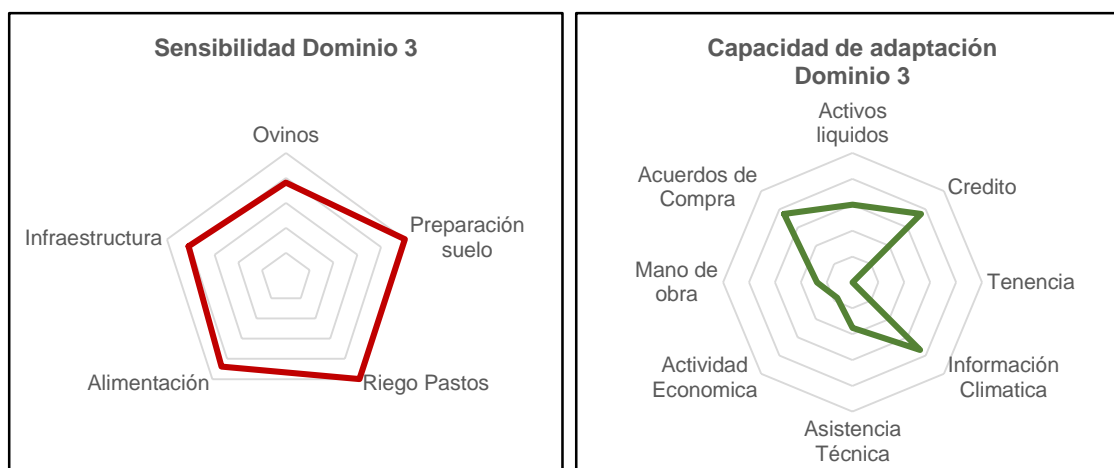 Sensibilidad Dominio 3
Ovinos
Preparación
suelo
Riego Pastos
Alimentación
Infraestructura
Capacidad de adaptación
Dominio 3
Activos
liquidos
Credito
Tenencia
Información
Climatica
Asistencia
Técnica
Actividad
Economica
Mano de
obra
Acuerdos de
Compra